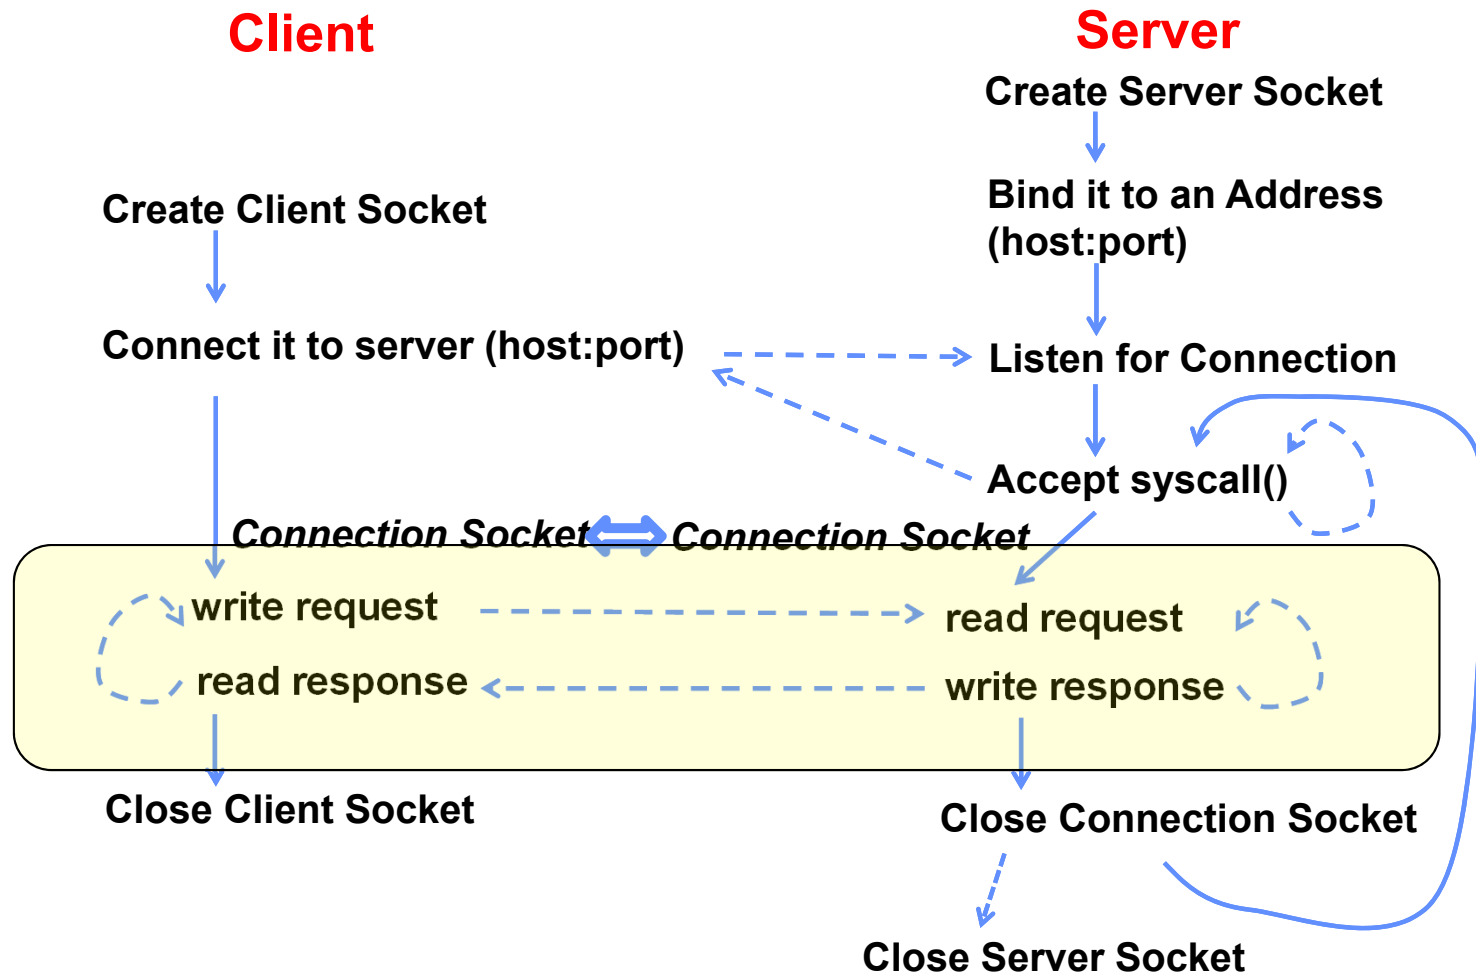 Client
Server
Create Server Socket
Create Client Socket
Bind it to an Address
(host:port)
Connect it to server (host:port)
Listen for Connection
Accept syscall()
Connection Socket
Connection Socket
write request
read request
read response
write response
Close Client Socket
Close Connection Socket
Close Server Socket